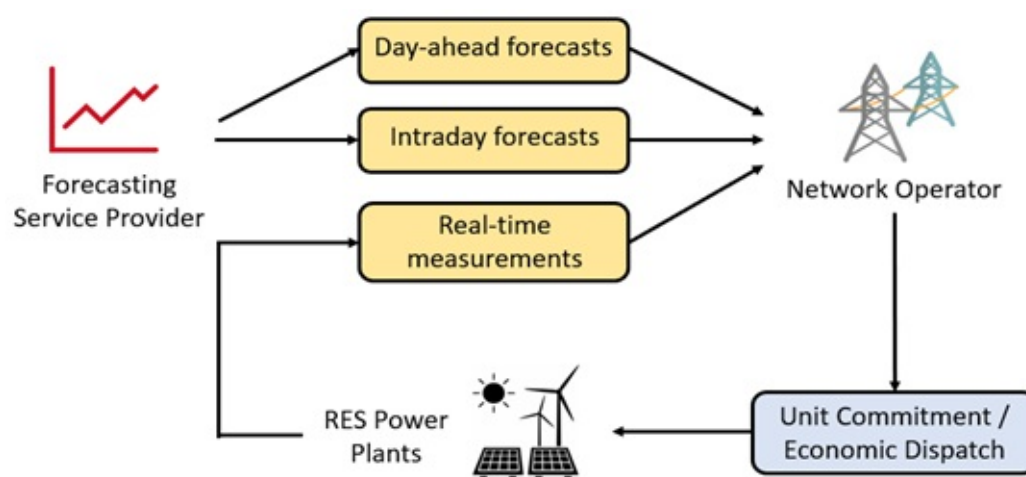 Day-ahead forecasts
Intraday forecasts
Forecasting
Service Provider
Network Operator
Real-time
measurements
RES Power
Plants
Unit Commitment /
Economic Dispatch